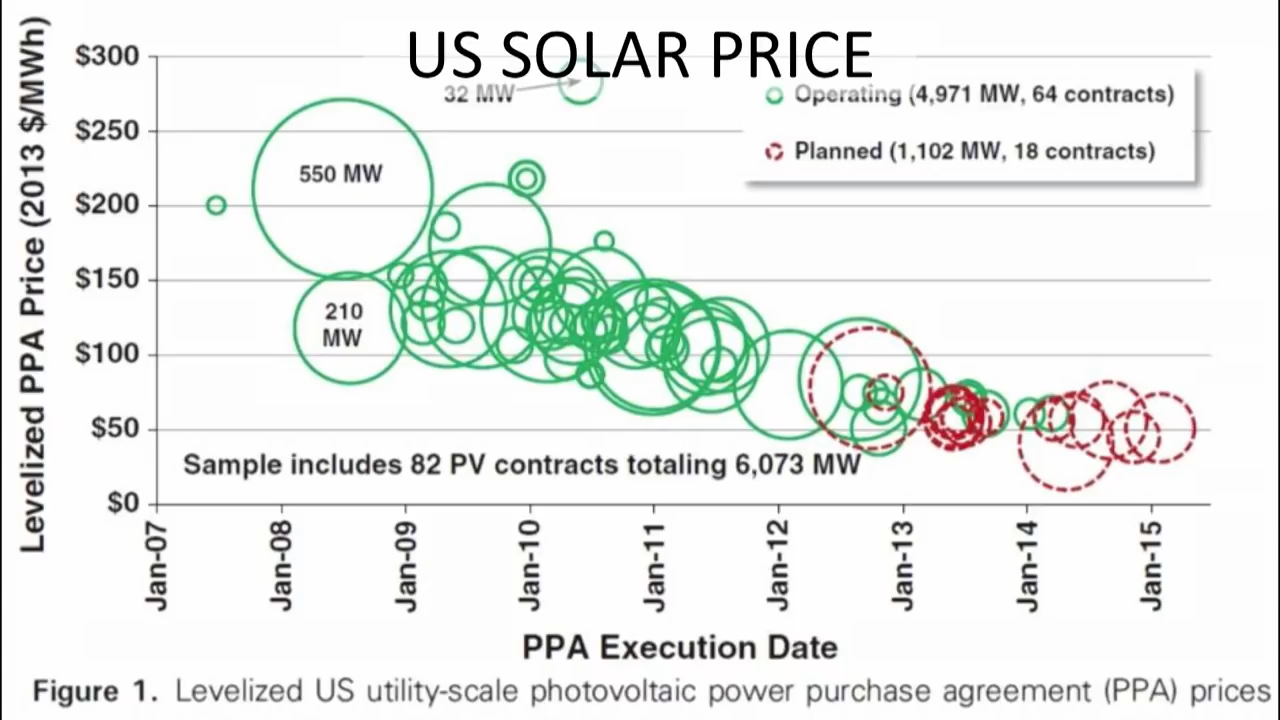 US SOLAR PRICE
Levelized PPA Price (2013 $/MWh)
$300
$250
$200
$150
$100
$50
$0
32 MW
550 MW
210
MW
Operating (4,971 MW, 64 contracts)
Planned (1,102 MW, 18 contracts)
Sample includes 82 PV contracts totaling 6,073 MW
Jan-07
Jan-08
Jan-09
Jan-10
Jan-11
Jan-12
Jan-13
Jan-14
Jan-15
PPA Execution Date
Figure 1. Levelized US utility-scale photovoltaic power purchase agreement (PPA) prices